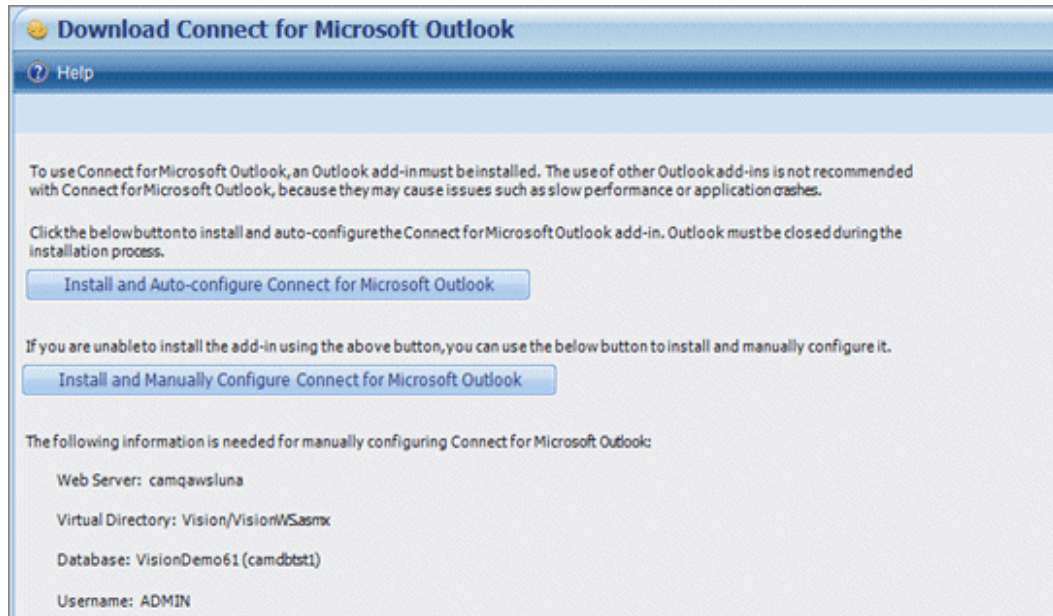 Download Connect for Microsoft Outlook
Help
To use Connect for Microsoft Outlook, an Outlook add-in must be installed. The use of other Outlook add-ins is not recommended
with Connect for Microsoft Outlook, because they may cause issues such as slow performance or application crashes.
Click the below button to install and auto-configure the Connect for Microsoft Outlook add-in. Outlook must be closed during the
installation process.
Install and Auto-configure Connect for Microsoft Outlook
If you are unable to install the add-in using the above button, you can use the below button to install and manually configure it.
Install and Manually Configure Connect for Microsoft Outlook
The following information is needed for manually configuring Connect for Microsoft Outlook:
Web Server: camqawsluna
Virtual Directory: Vision/VisionWS.asmx
Database: VisionDemo61 (camdbtst1)
Username: ADMIN